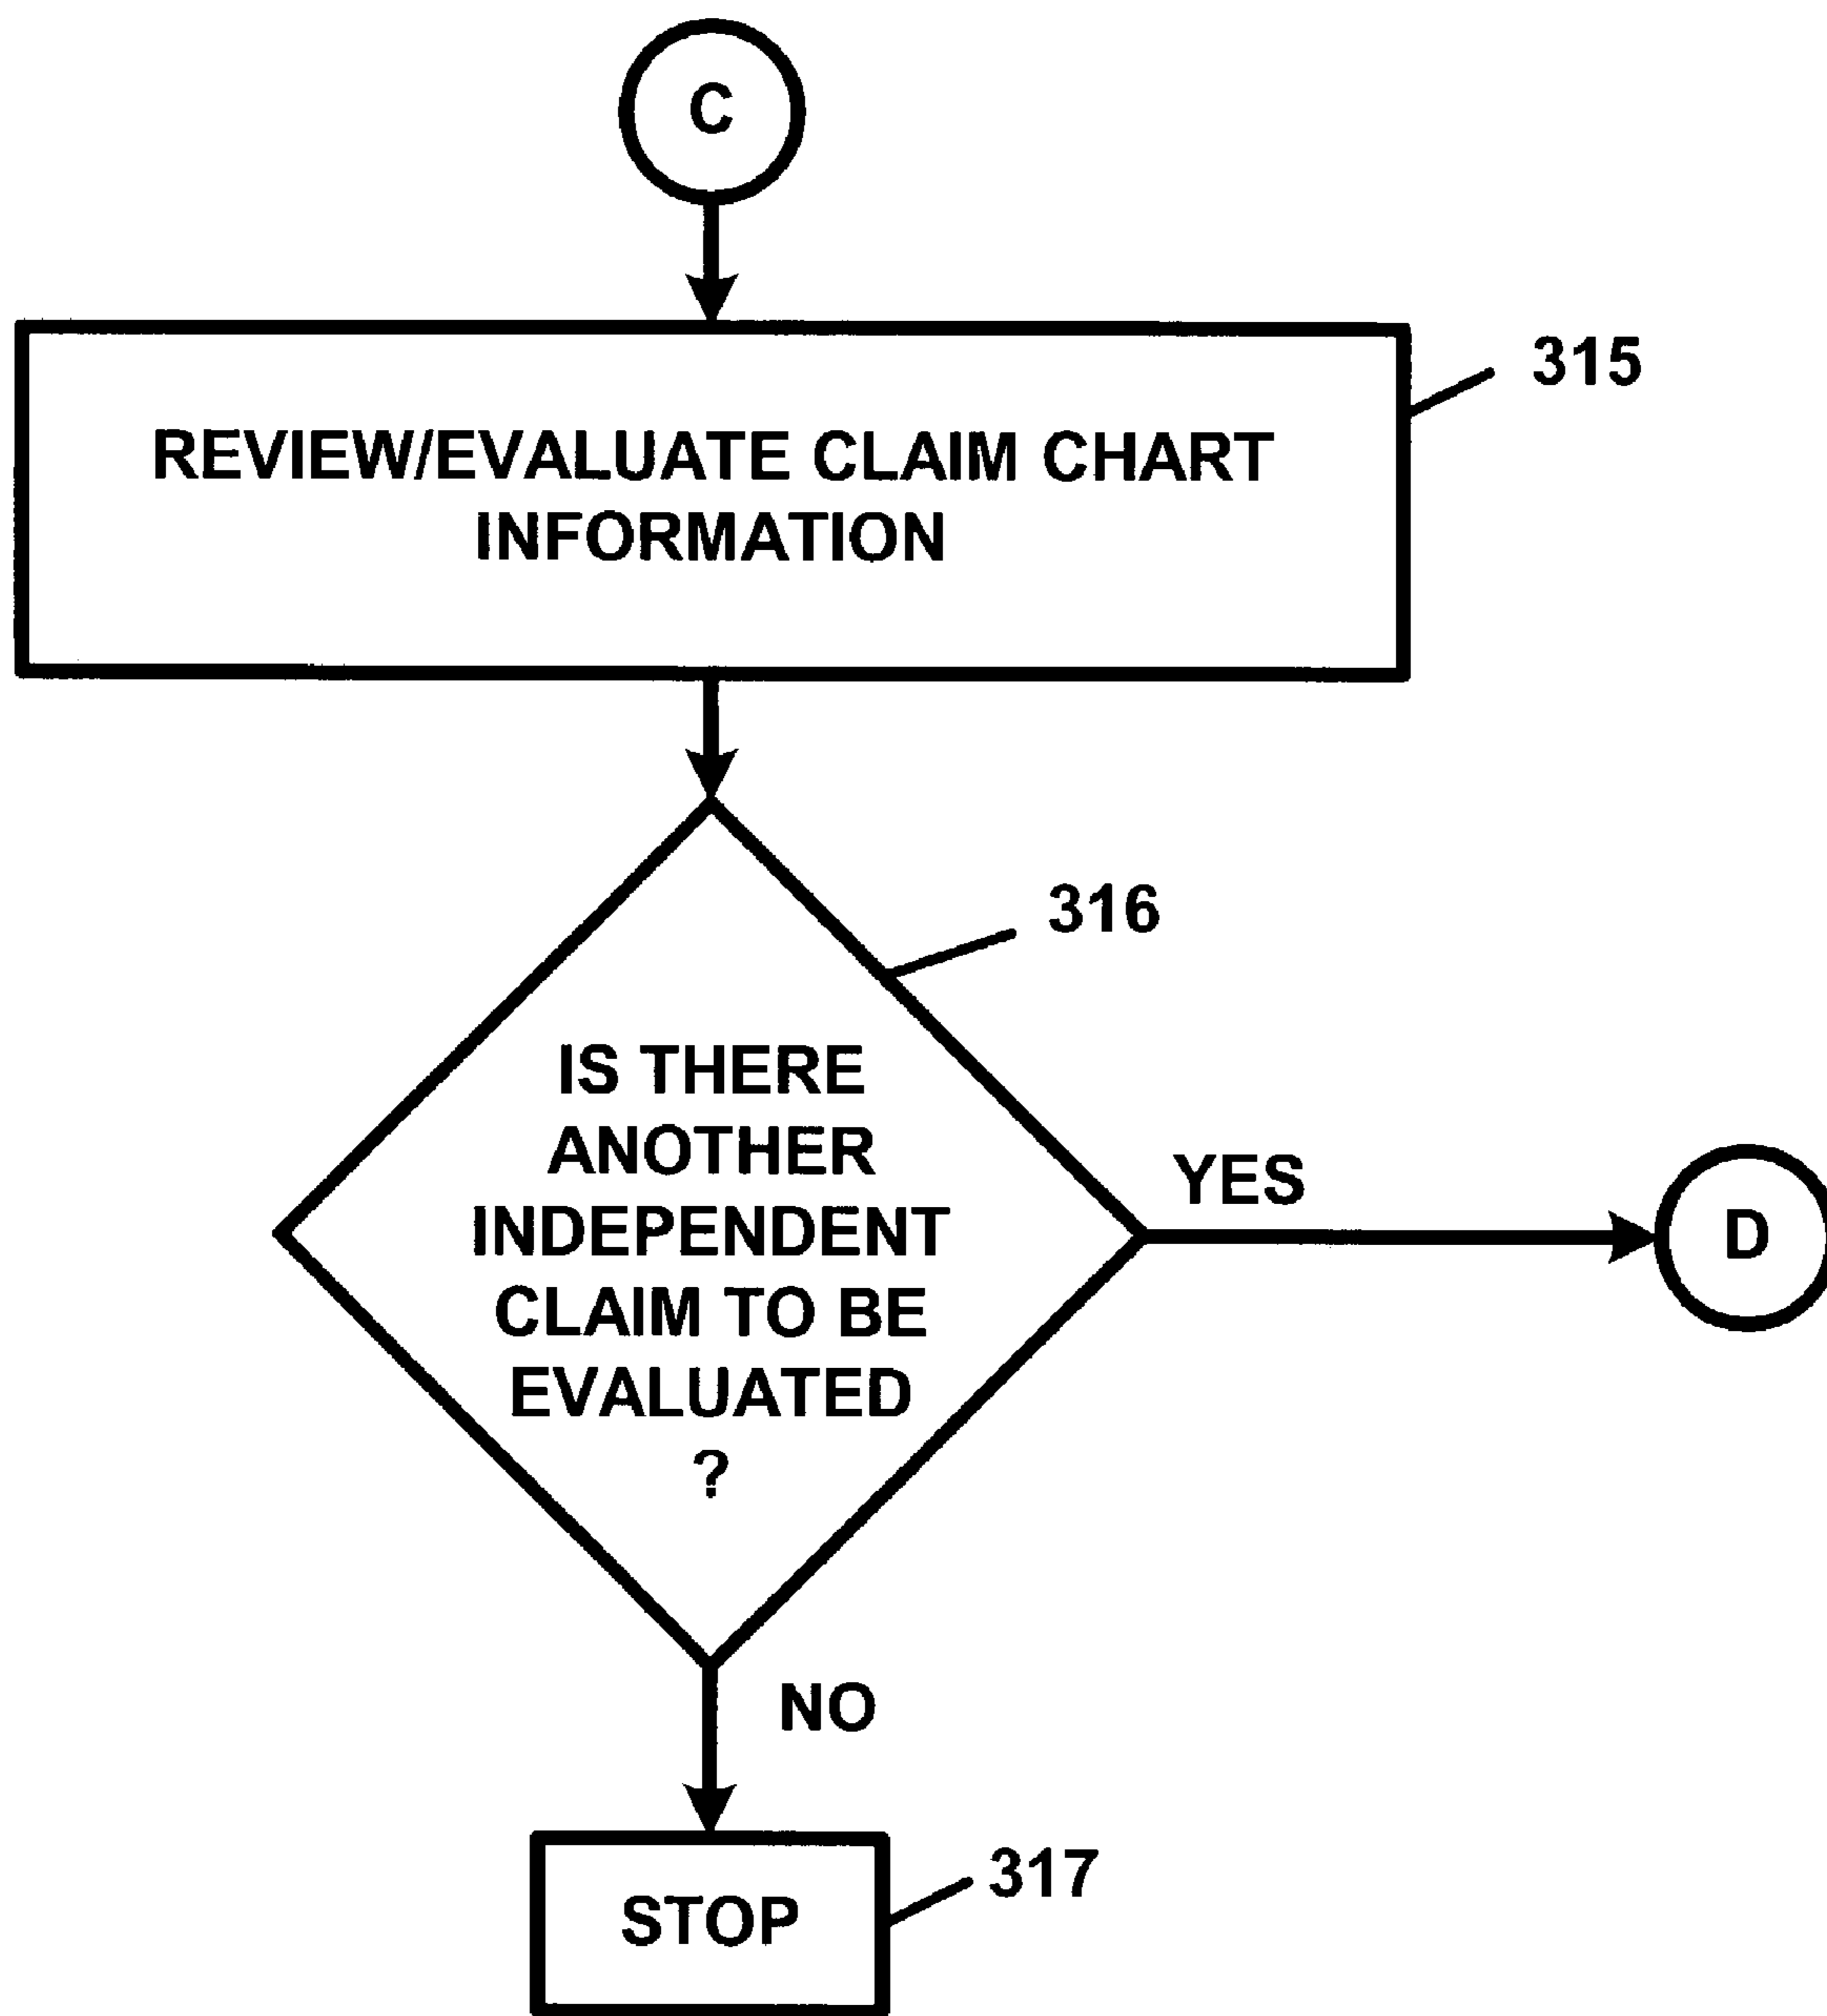 C
315
REVIEW/EVALUATE CLAIM CHART
INFORMATION
316
IS THERE
ANOTHER
INDEPENDENT
CLAIM TO BE
EVALUATED
?
YES
D
NO
317
STOP